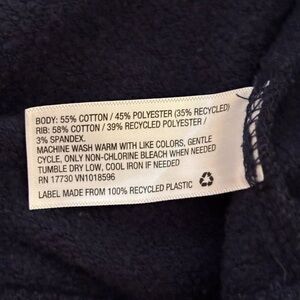 BODY: 55% COTTON / 45% POLYESTER (35% RECYCLED)
RIB: 58% COTTON / 39% RECYCLED POLYESTER /
3% SPANDEX.
MACHINE WASH WARM WITH LIKE COLORS, GENTLE
CYCLE, ONLY NON-CHLORINE BLEACH WHEN NEEDED
TUMBLE DRY LOW, COOL IRON IF NEEDED
RN 17730 VN1018596
LABEL MADE FROM 100% RECYCLED PLASTIC